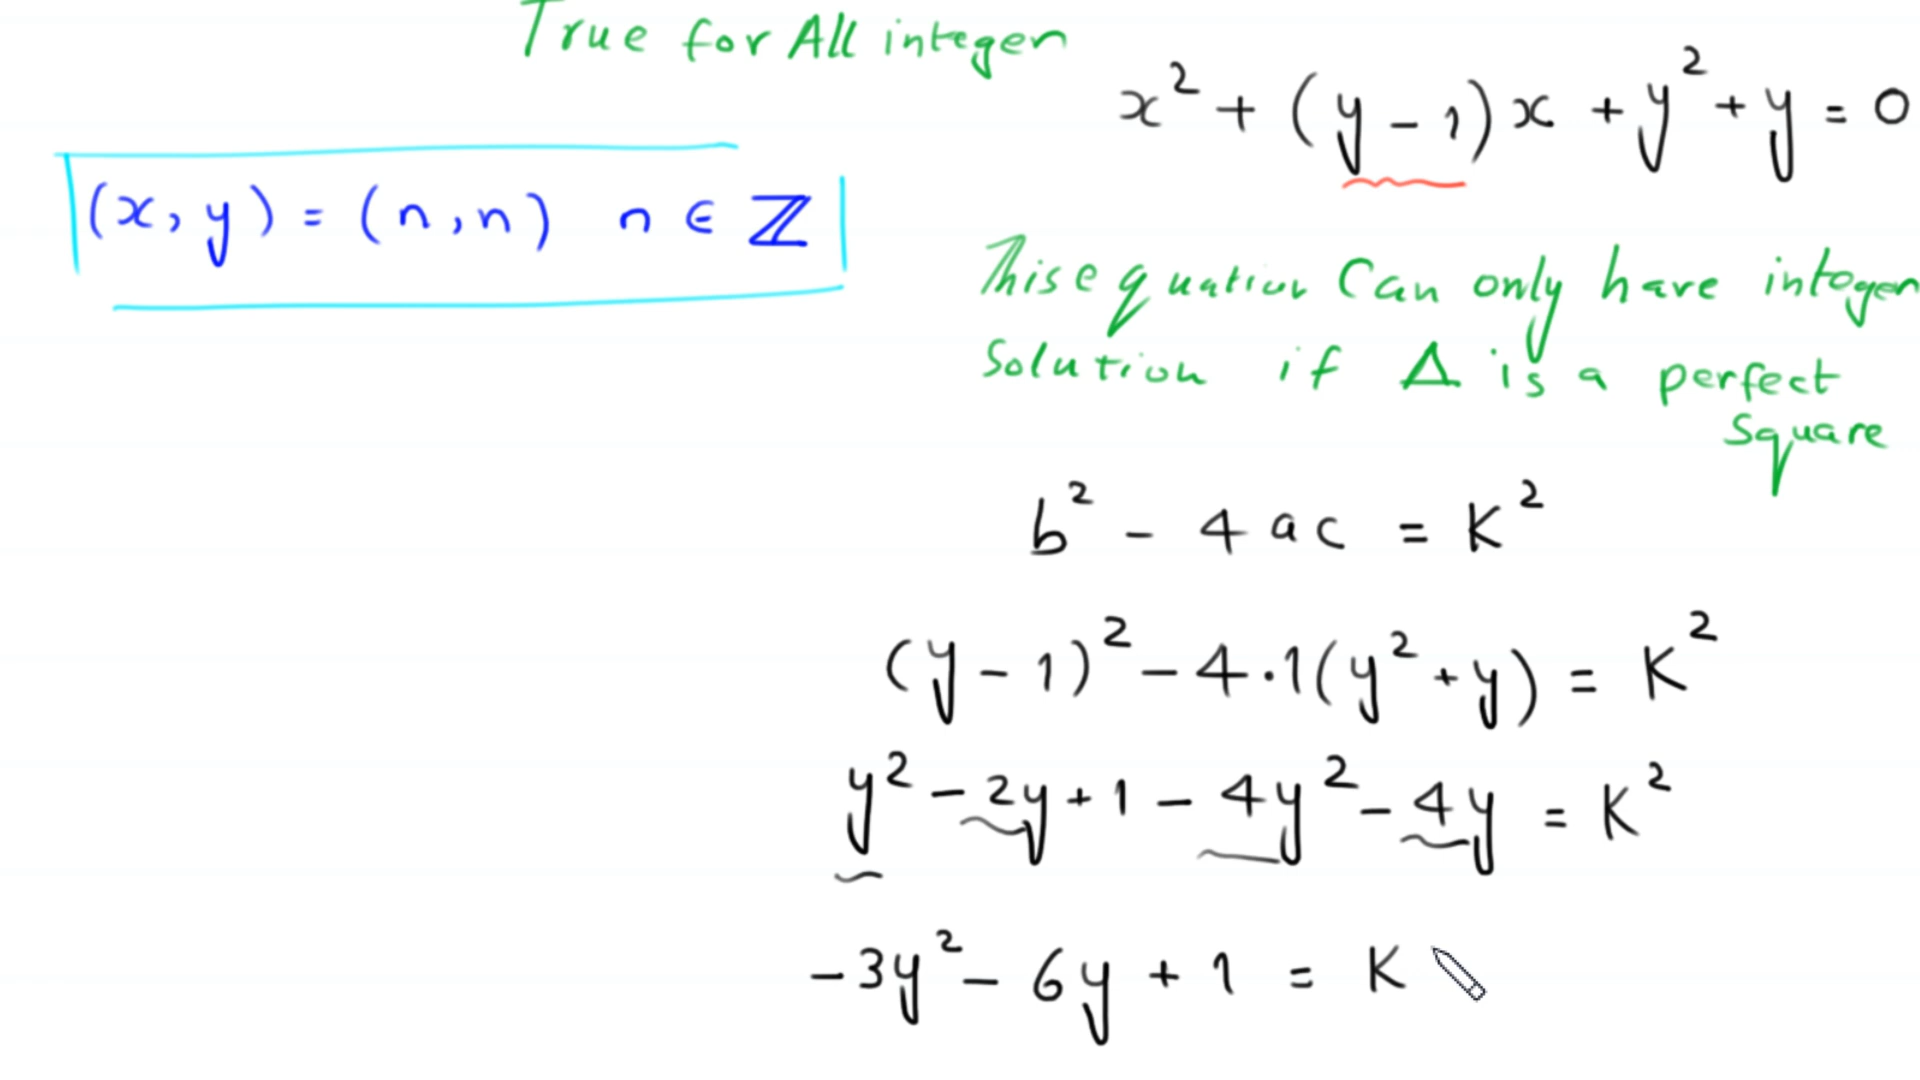 True for All integer
(x, y) = (n, n) n ∈ ℤ
x² + (y - 1)x + y² + y = 0
This equation Can only have integer
Solution if Δ is a perfect
Square
b² - 4ac = K²
(y - 1)² - 4·1(y² + y) = K²
y² - 2y + 1 - 4y² - 4y = K²
-3y² - 6y + 1 = K